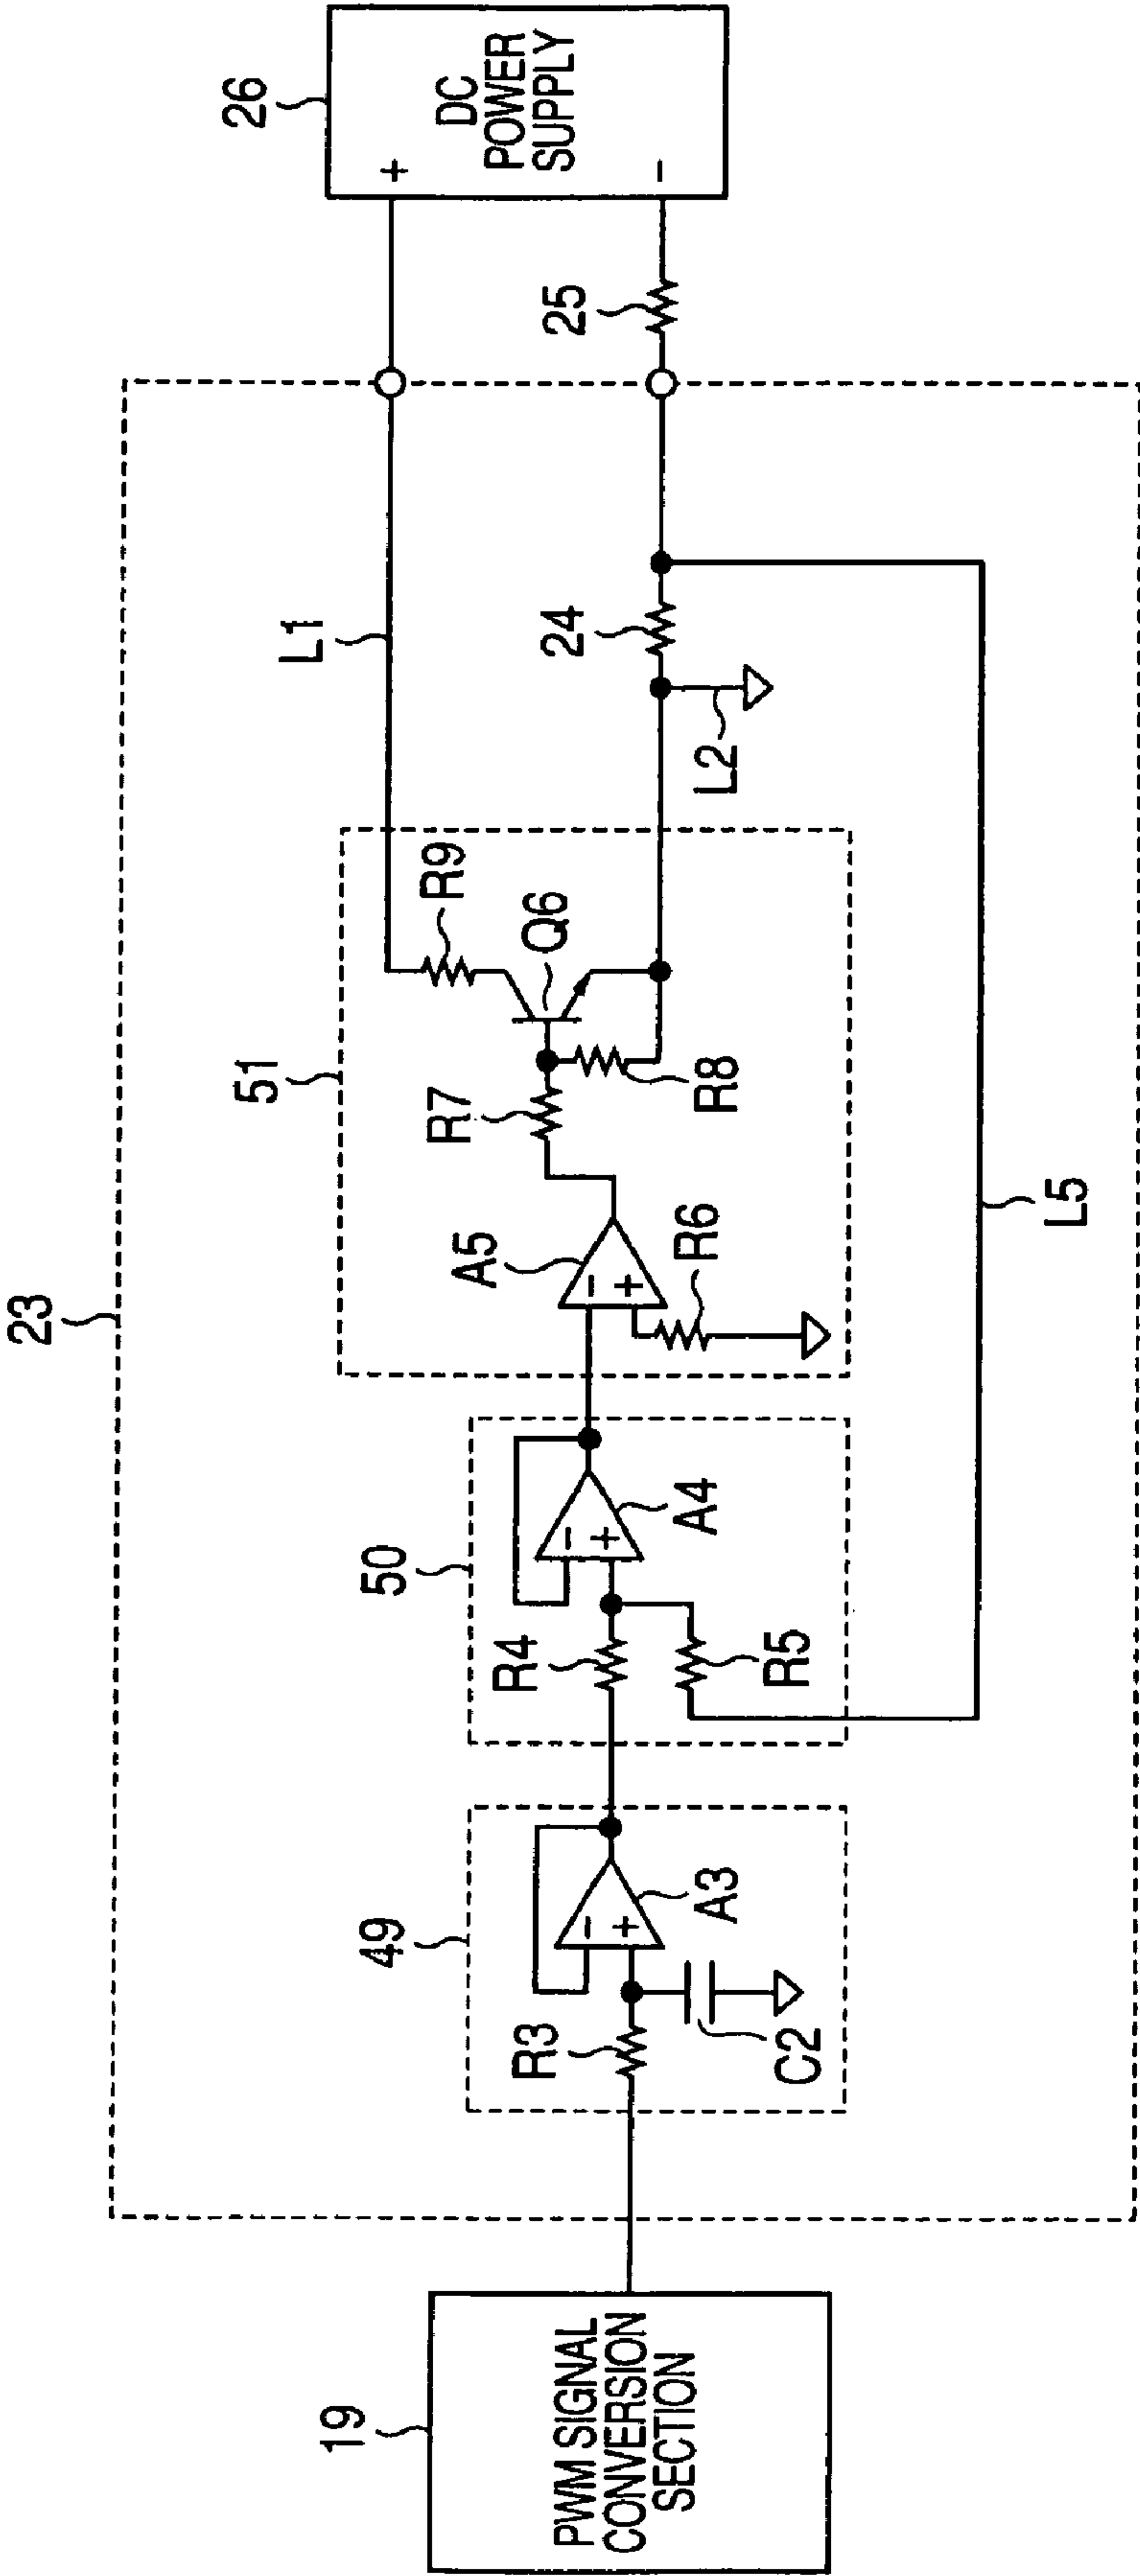 23
26
DC
POWER
SUPPLY
+
-
25
L1
24
L2
51
R9
Q6
R7
R8
A5
-
+
R6
L5
50
-
+
A4
R4
R5
49
-
+
A3
R3
C2
19
PWM SIGNAL
CONVERSION
SECTION